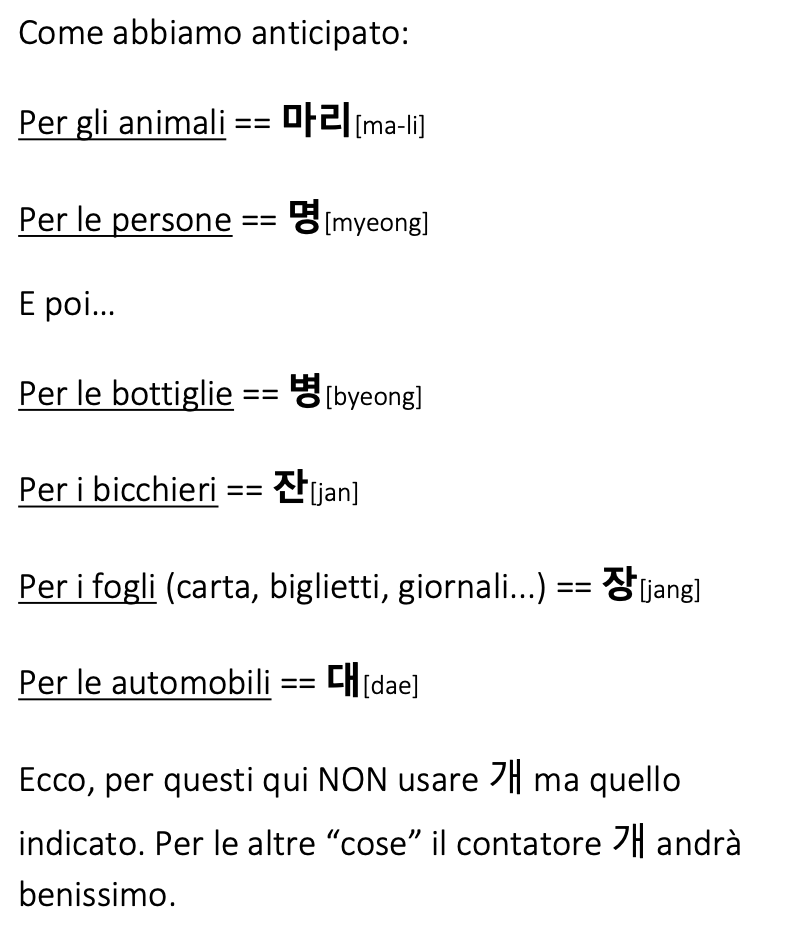 Come abbiamo anticipato:
Per gli animali == 마리[ma-li]
Per le persone == 명[myeong]
E poi…
Per le bottiglie == 병[byeong]
Per i bicchieri == 잔[jan]
Per i fogli (carta, biglietti, giornali…) == 장[jang]
Per le automobili == 대[dae]
Ecco, per questi qui NON usare 개 ma quello
indicato. Per le altre “cose” il contatore 개 andrà
benissimo.